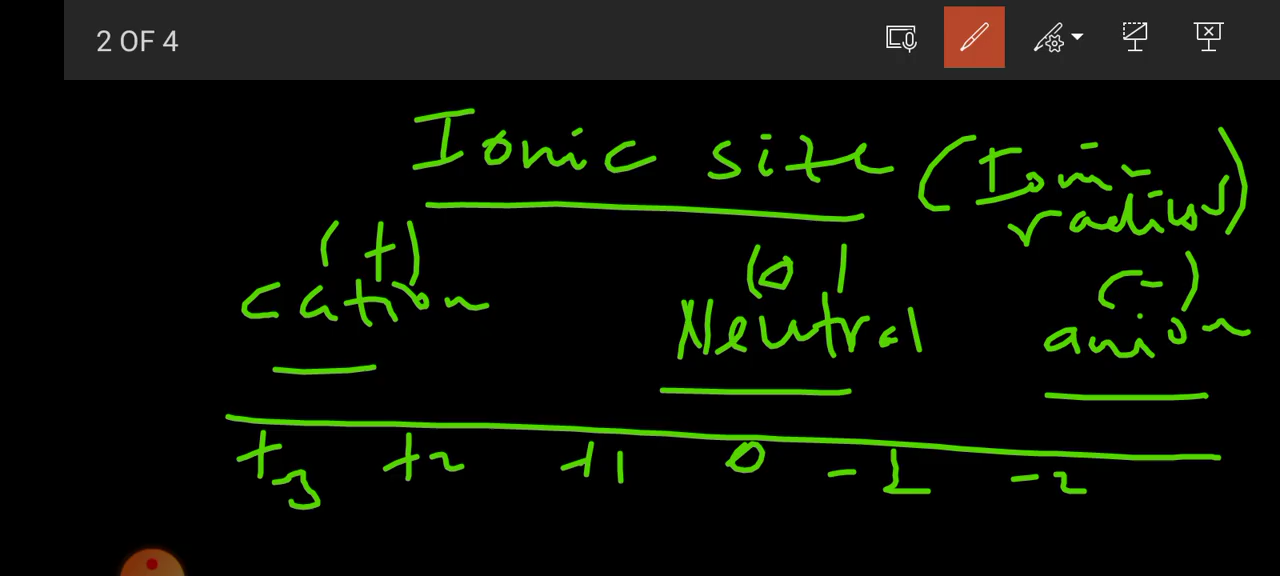 2 OF 4
Ionic size (Ionic radius)
(+) (0) (-)
cation Neutral anion
+3 +2 +1 0 -1 -2